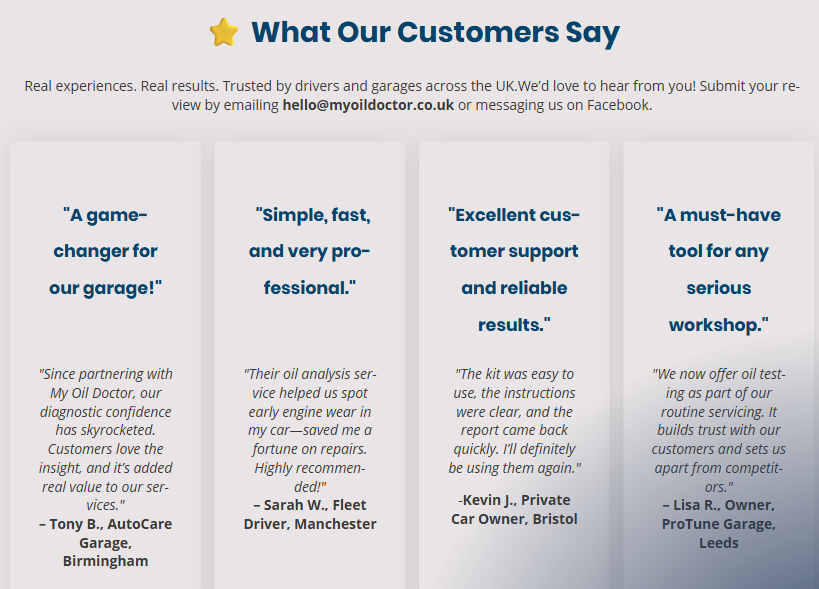 ⭐ What Our Customers Say
Real experiences. Real results. Trusted by drivers and garages across the UK.We’d love to hear from you! Submit your re-
view by emailing hello@myoildoctor.co.uk or messaging us on Facebook.
"A game-
changer for
our garage!"
"Since partnering with
My Oil Doctor, our
diagnostic confidence
has skyrocketed.
Customers love the
insight, and it’s added
real value to our ser-
vices."
– Tony B., AutoCare
Garage,
Birmingham
"Simple, fast,
and very pro-
fessional."
"Their oil analysis ser-
vice helped us spot
early engine wear in
my car—saved me a
fortune on repairs.
Highly recommen-
ded!"
– Sarah W., Fleet
Driver, Manchester
"Excellent cus-
tomer support
and reliable
results."
"The kit was easy to
use, the instructions
were clear, and the
report came back
quickly. I’ll definitely
be using them again."
-Kevin J., Private
Car Owner, Bristol
"A must-have
tool for any
serious
workshop."
"We now offer oil test-
ing as part of our
routine servicing. It
builds trust with our
customers and sets us
apart from competit-
ors."
– Lisa R., Owner,
ProTune Garage,
Leeds